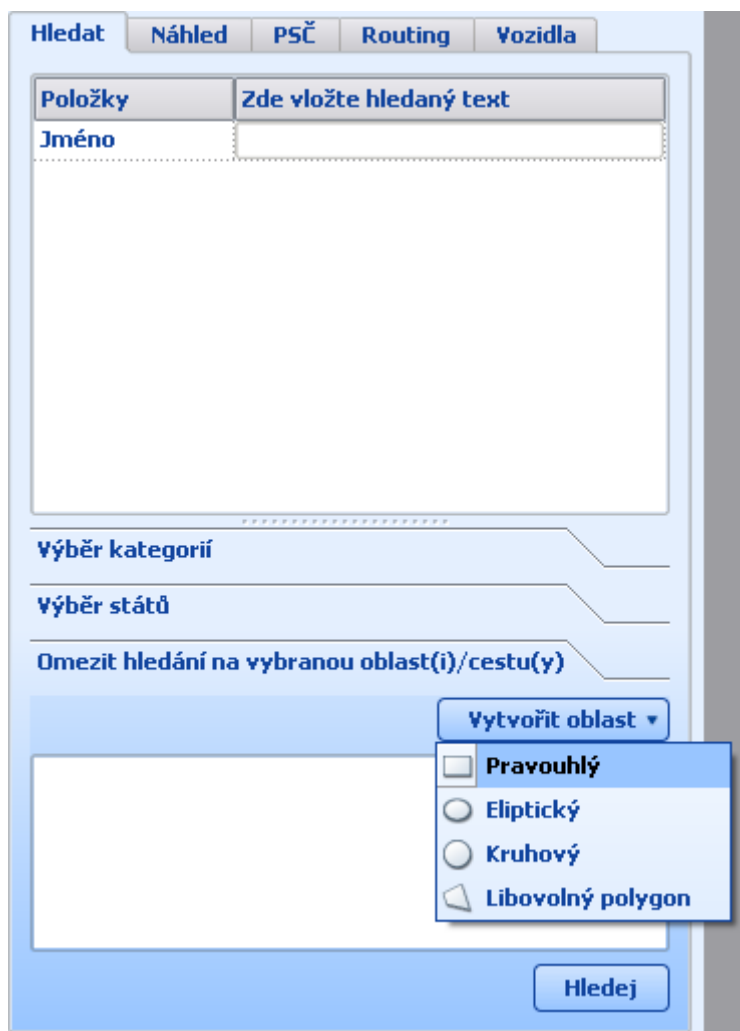 Hledat Náhled PSČ Routing Vozidla
Položky Zde vložte hledaný text
Jméno
Výběr kategorií
Výběr států
Omezit hledání na vybranou oblast(i)/cestu(y)
Vytvořit oblast
Pravouhlý
Eliptický
Kruhový
Libovolný polygon
Hledej